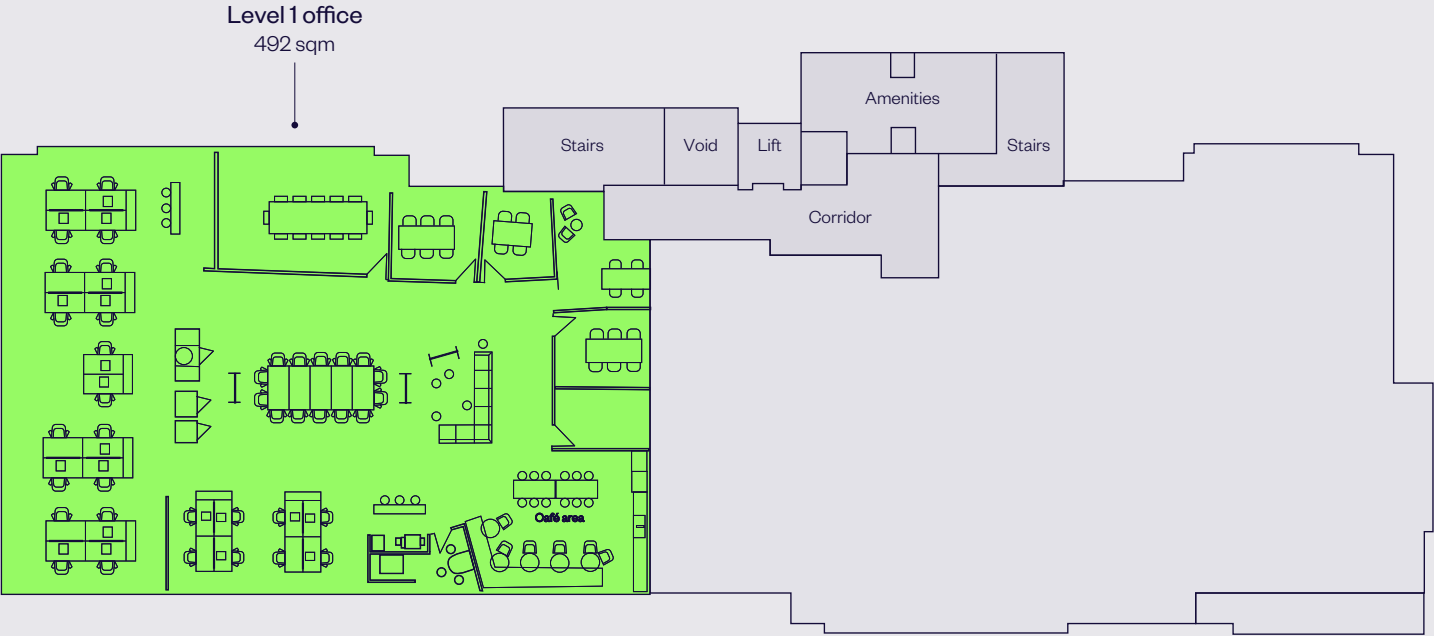 Level 1 office
492 sqm
Amenities
Stairs
Void
Lift
Stairs
Corridor
Café area